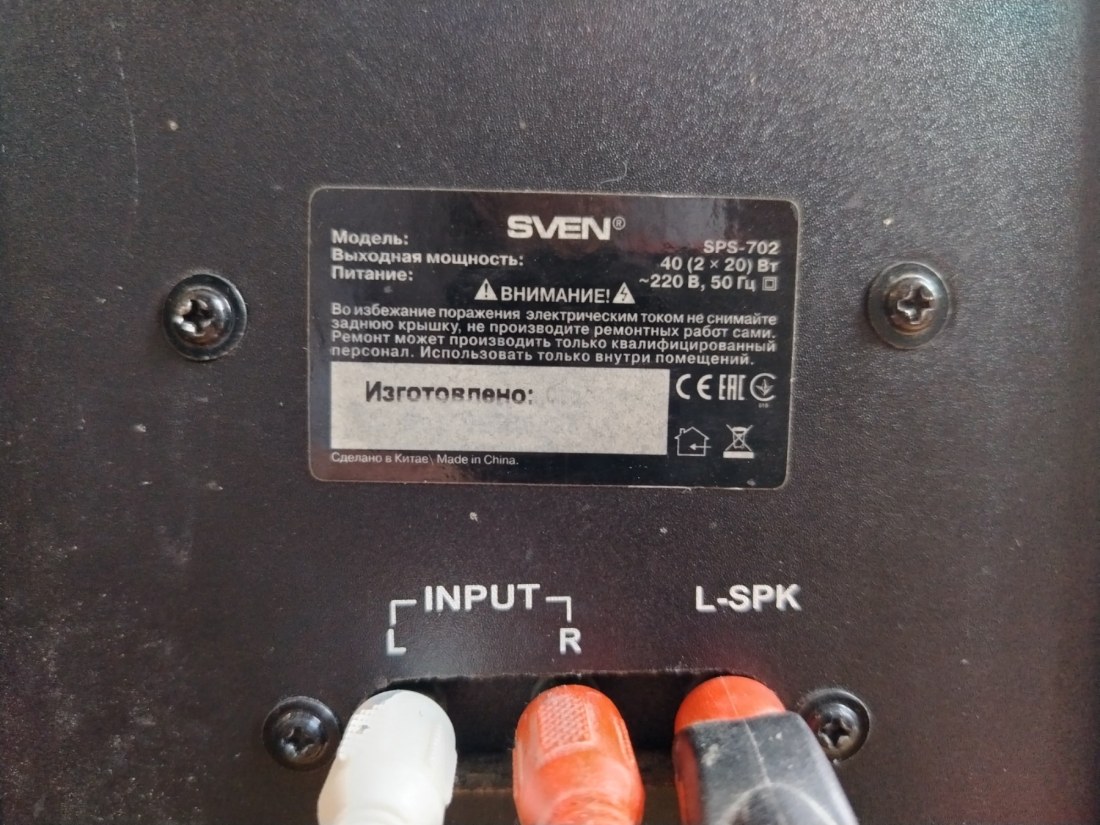 SVEN®
Модель: SPS-702
Выходная мощность: 40 (2 × 20) Вт
Питание: ~220 В, 50 Гц
ВНИМАНИЕ!
Во избежание поражения электрическим током не снимайте
заднюю крышку, не производите ремонтных работ сами.
Ремонт может производить только квалифицированный
персонал. Использовать только внутри помещений.
Изготовлено:
CE EAC
Сделано в Китае\ Made in China.
INPUT L-SPK
L R